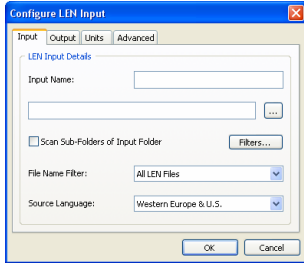 Configure LEN Input
Input Output Units Advanced
LEN Input Details
Input Name:
...
Scan Sub-Folders of Input Folder Filters...
File Name Filter: All LEN Files
Source Language: Western Europe & U.S.
OK Cancel